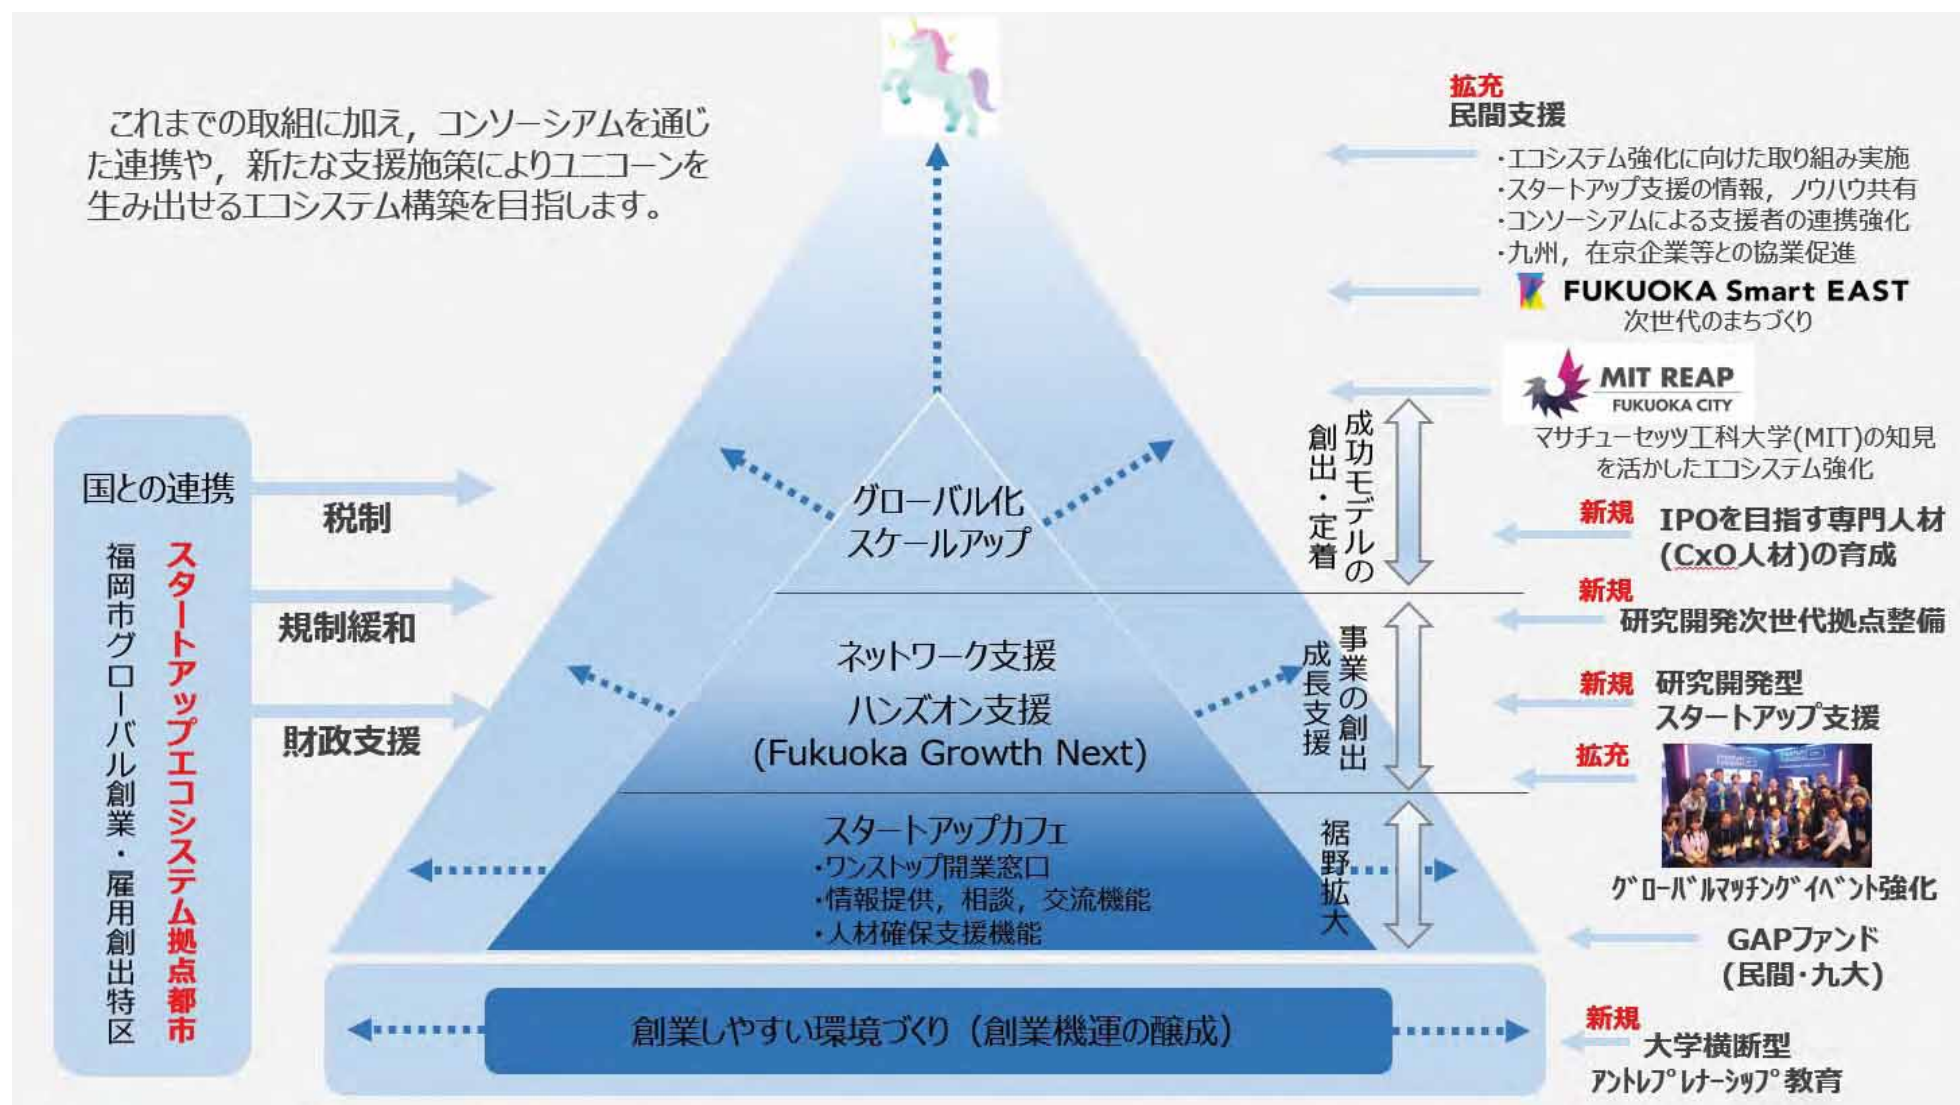 これまでの取組に加え，コンソーシアムを通じ
た連携や，新たな支援施策によりユニコーンを
生み出せるエコシステム構築を目指します。
国との連携
スタートアップエコシステム拠点都市
福岡市グローバル創業・雇用創出特区
税制
規制緩和
財政支援
グローバル化
スケールアップ
ネットワーク支援
ハンズオン支援
(Fukuoka Growth Next)
スタートアップカフェ
・ワンストップ開業窓口
・情報提供，相談，交流機能
・人材確保支援機能
創業しやすい環境づくり（創業機運の醸成）
成功モデルの
創出・定着
事業の創出
成長支援
裾野拡大
拡充
民間支援
・エコシステム強化に向けた取り組み実施
・スタートアップ支援の情報，ノウハウ共有
・コンソーシアムによる支援者の連携強化
・九州，在京企業等との協業促進
FUKUOKA Smart EAST
次世代のまちづくり
MIT REAP
FUKUOKA CITY
マサチューセッツ工科大学(MIT)の知見
を活かしたエコシステム強化
新規 IPOを目指す専門人材
(CxO人材)の育成
新規
研究開発次世代拠点整備
新規 研究開発型
スタートアップ支援
拡充
ｸﾞﾛｰﾊﾞﾙﾏｯﾁﾝｸﾞｲﾍﾞﾝﾄ強化
GAPファンド
(民間・九大)
新規
大学横断型
ｱﾝﾄﾚﾌﾟﾚﾅｰｼｯﾌﾟ教育